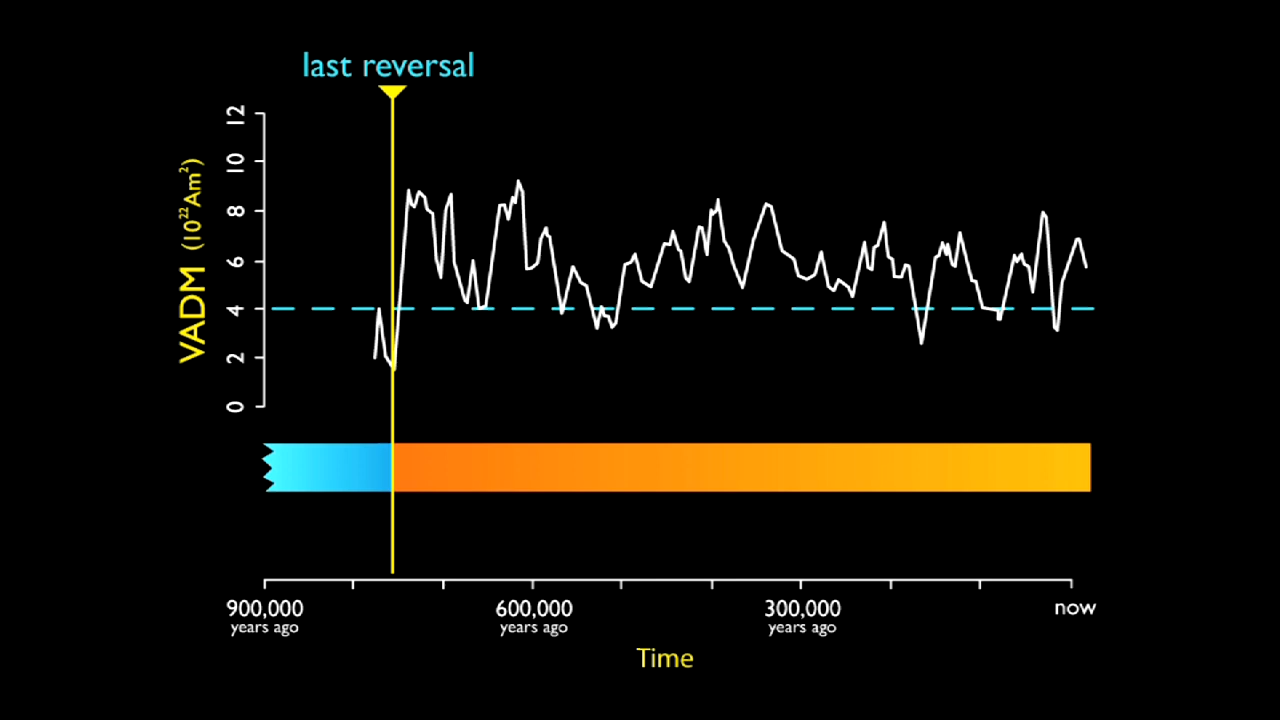 last reversal
12
10
8
6
4
2
0
VADM (10²²Am²)
900,000
years ago
600,000
years ago
300,000
years ago
now
Time